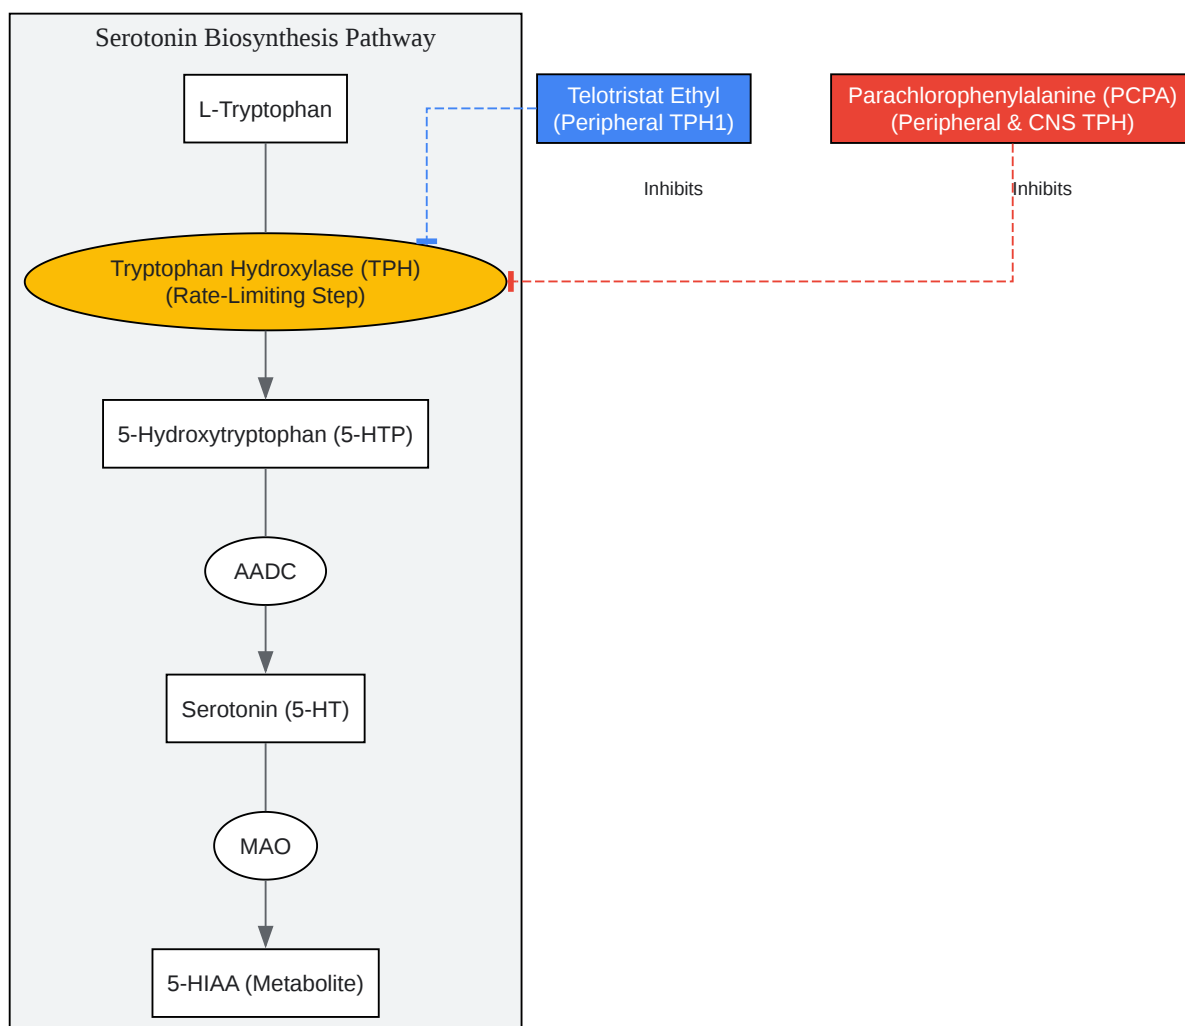 Serotonin Biosynthesis Pathway
L-Tryptophan
Telotristat Ethyl
(Peripheral TPH1)
Parachlorophenylalanine (PCPA)
(Peripheral & CNS TPH)
Inhibits
Inhibits
Tryptophan Hydroxylase (TPH)
(Rate-Limiting Step)
5-Hydroxytryptophan (5-HTP)
AADC
Serotonin (5-HT)
MAO
5-HIAA (Metabolite)